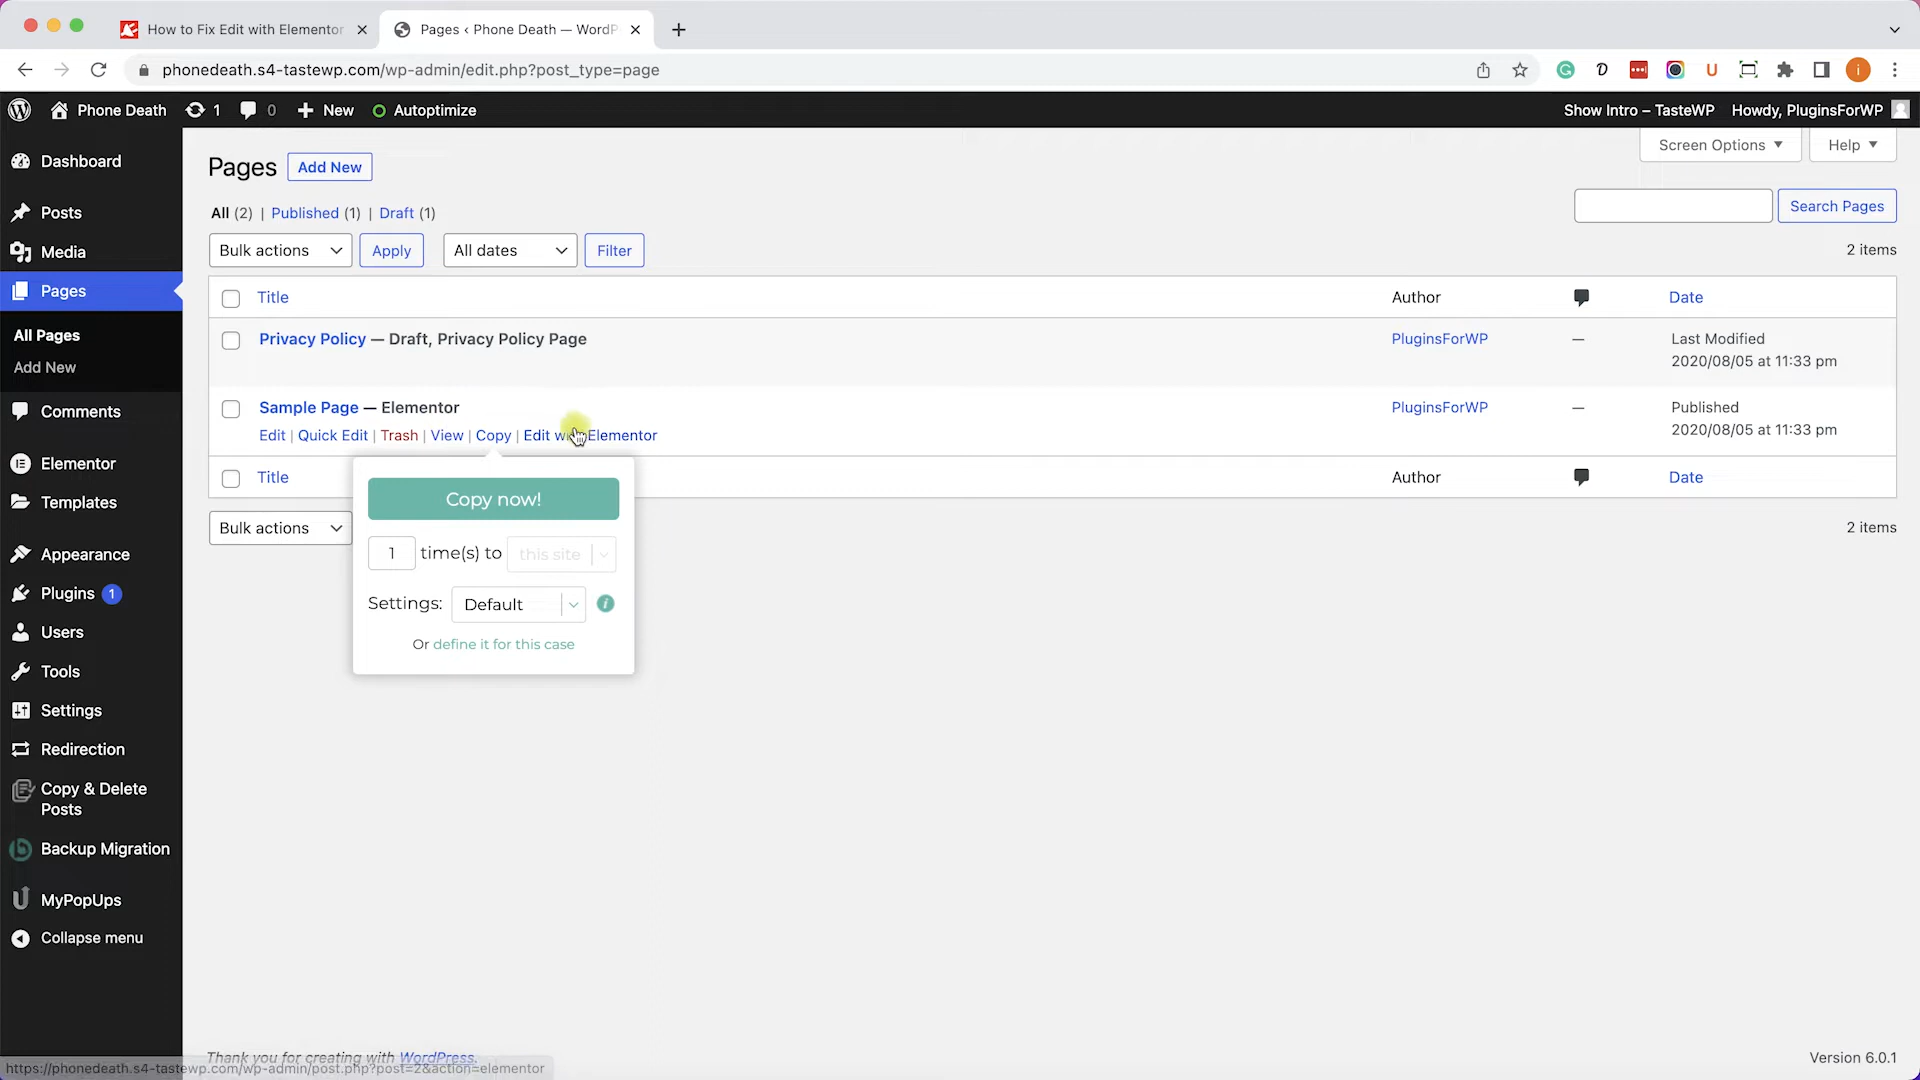 How to Fix Edit with Elementor
Pages ‹ Phone Death — WordP
phonedeath.s4-tastewp.com/wp-admin/edit.php?post_type=page
Phone Death 1 0 New Autoptimize
Show Intro – TasteWP Howdy, PluginsForWP
Dashboard
Posts
Media
Pages
All Pages
Add New
Comments
Elementor
Templates
Appearance
Plugins 1
Users
Tools
Settings
Redirection
Copy & Delete
Posts
Backup Migration
MyPopUps
Collapse menu
Screen Options Help
Pages Add New
All (2) | Published (1) | Draft (1)
Search Pages
Bulk actions Apply All dates Filter
2 items
Title Author Date
Privacy Policy — Draft, Privacy Policy Page PluginsForWP — Last Modified
2020/08/05 at 11:33 pm
Sample Page — Elementor PluginsForWP — Published
2020/08/05 at 11:33 pm
Edit | Quick Edit | Trash | View | Copy | Edit with Elementor
Title Author Date
Bulk actions
2 items
Copy now!
1 time(s) to this site
Settings: Default i
Or define it for this case
Thank you for creating with WordPress.
Version 6.0.1
https://phonedeath.s4-tastewp.com/wp-admin/post.php?post=2&action=elementor